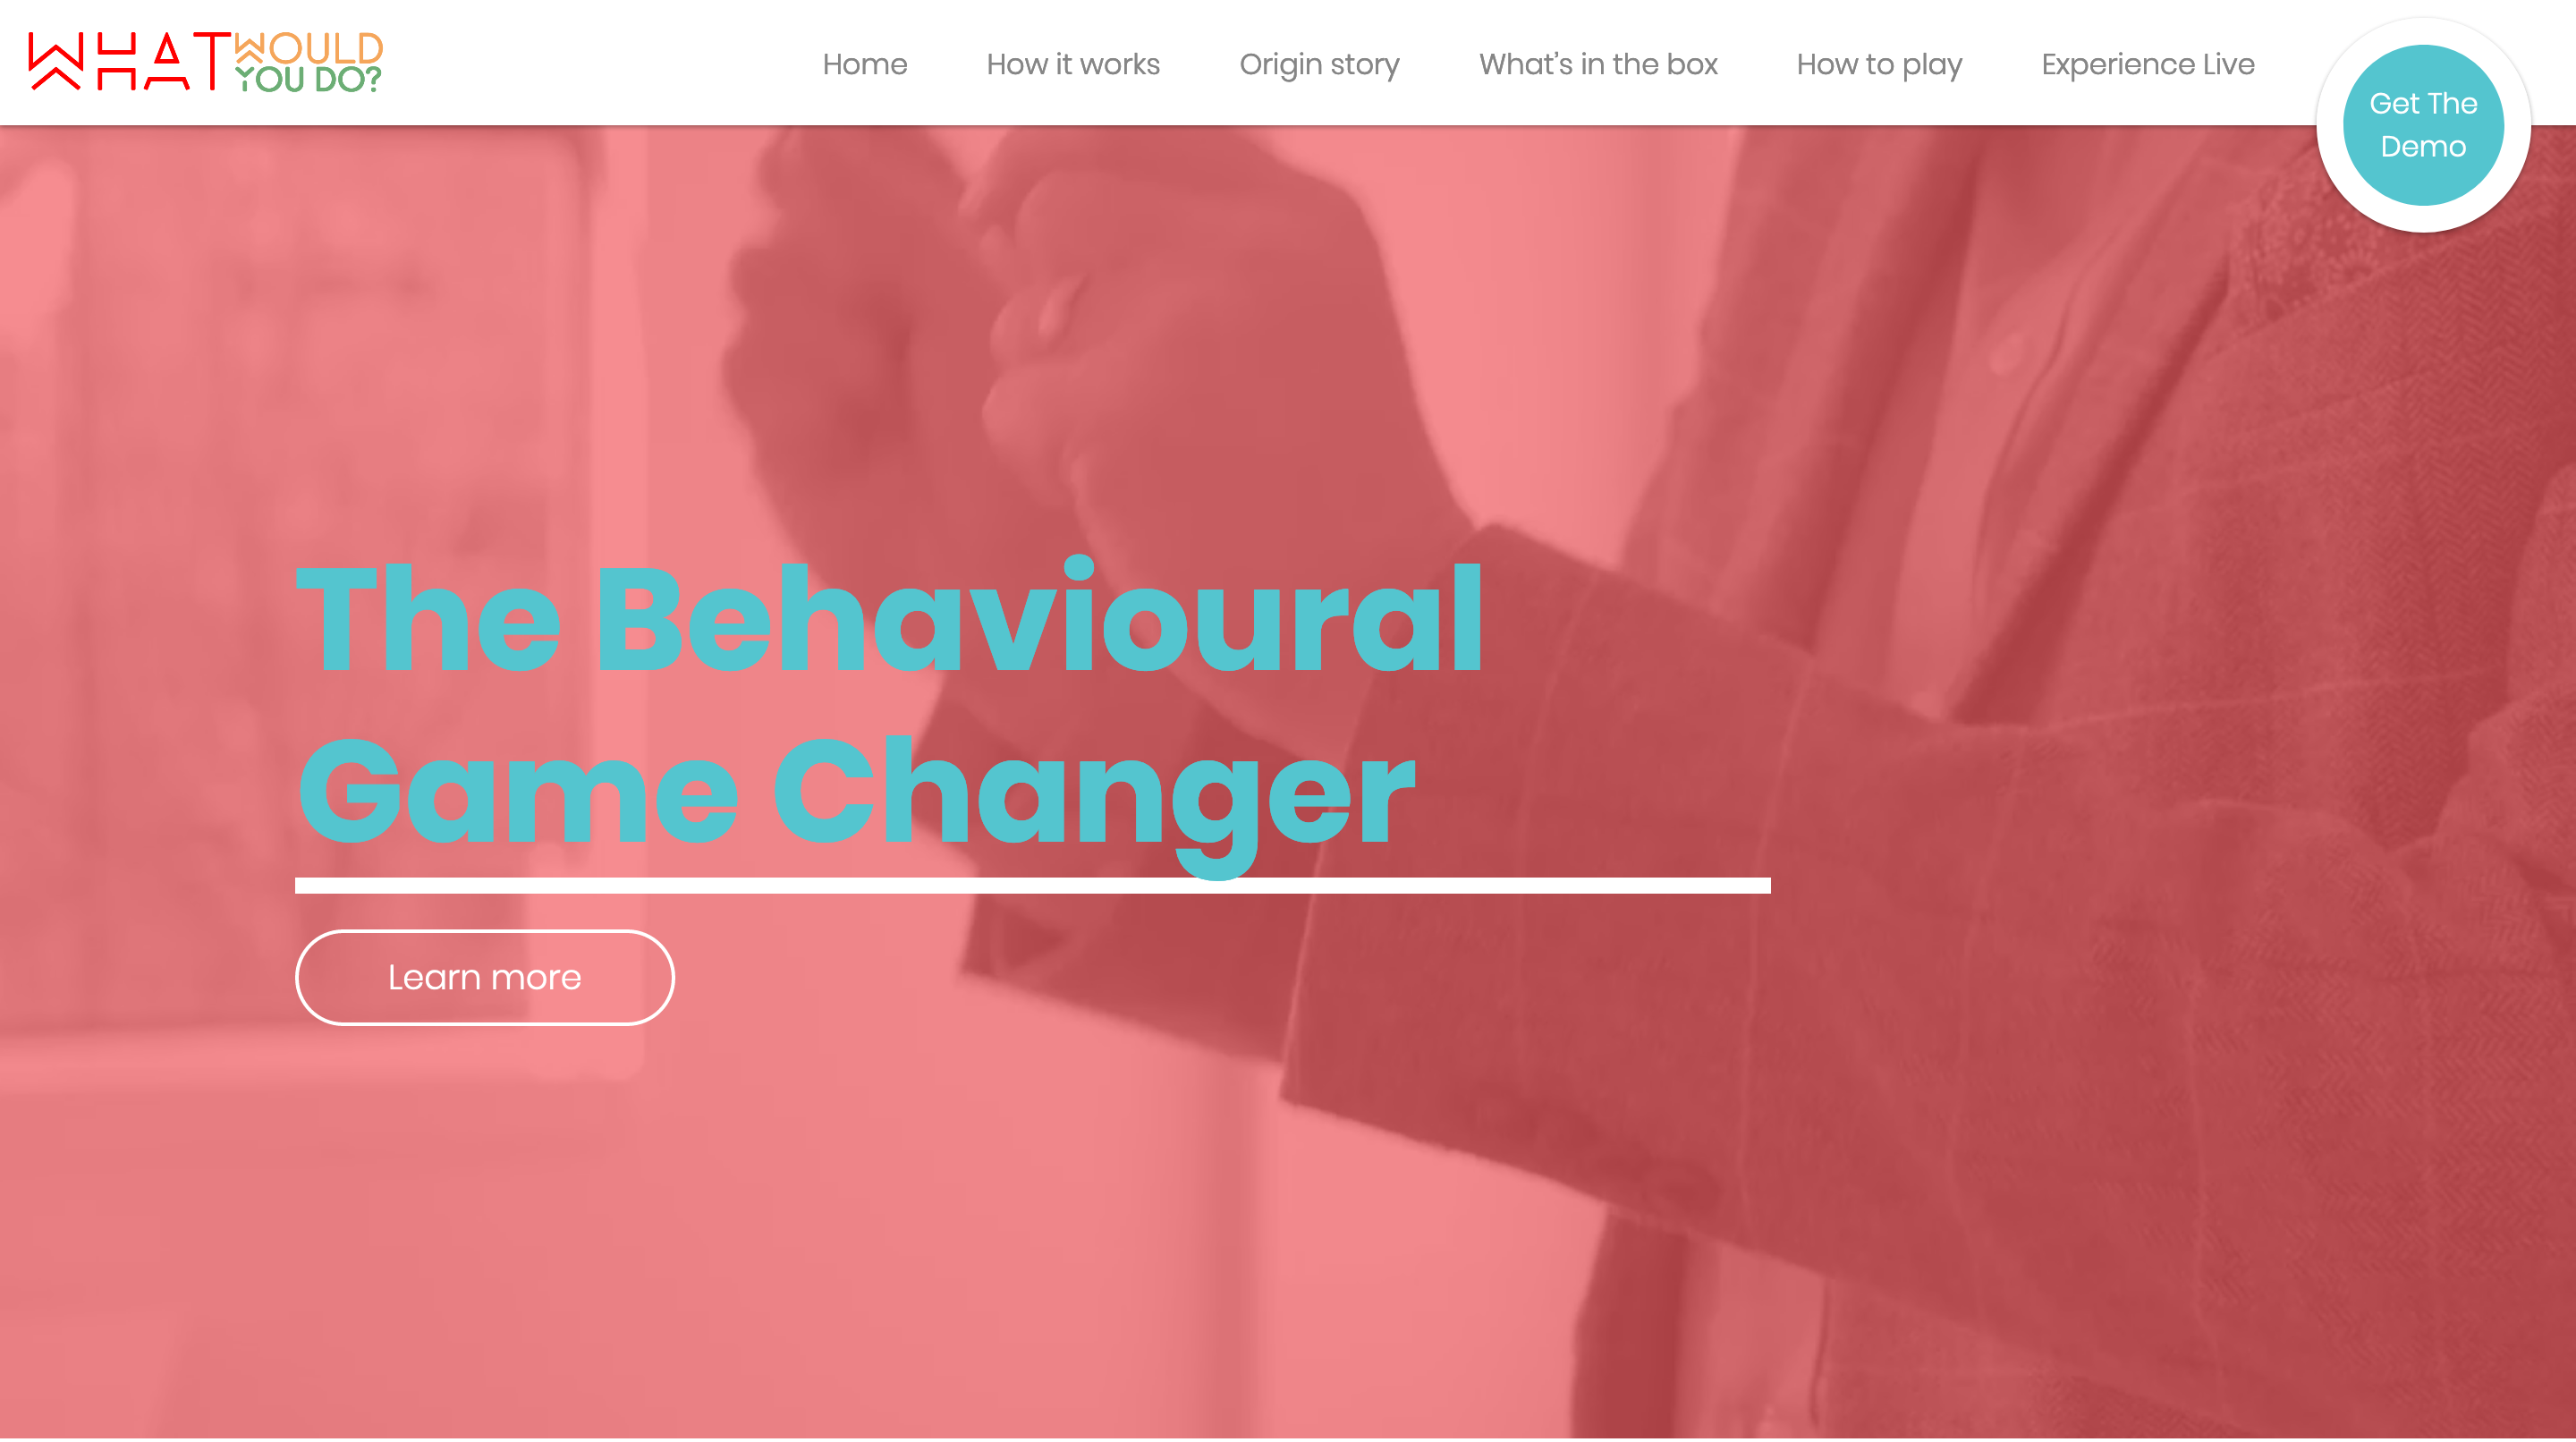 WHAT WOULD
YOU DO?
Home How it works Origin story What's in the box How to play Experience Live
Get The
Demo
The Behavioural
Game Changer
Learn more